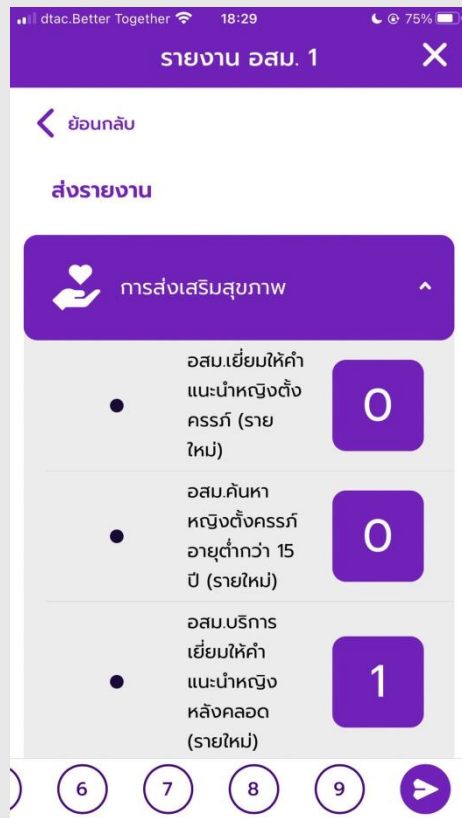 dtac.Better Together 18:29 75%
รายงาน อสม. 1
ย้อนกลับ
ส่งรายงาน
การส่งเสริมสุขภาพ
อสม.เยี่ยมให้คำ
แนะนำหญิงตั้ง
ครรภ์ (ราย
ใหม่)
0
อสม.ค้นหา
หญิงตั้งครรภ์
อายุต่ำกว่า 15
ปี (รายใหม่)
0
อสม.บริการ
เยี่ยมให้คำ
แนะนำหญิง
หลังคลอด
(รายใหม่)
1
6 7 8 9